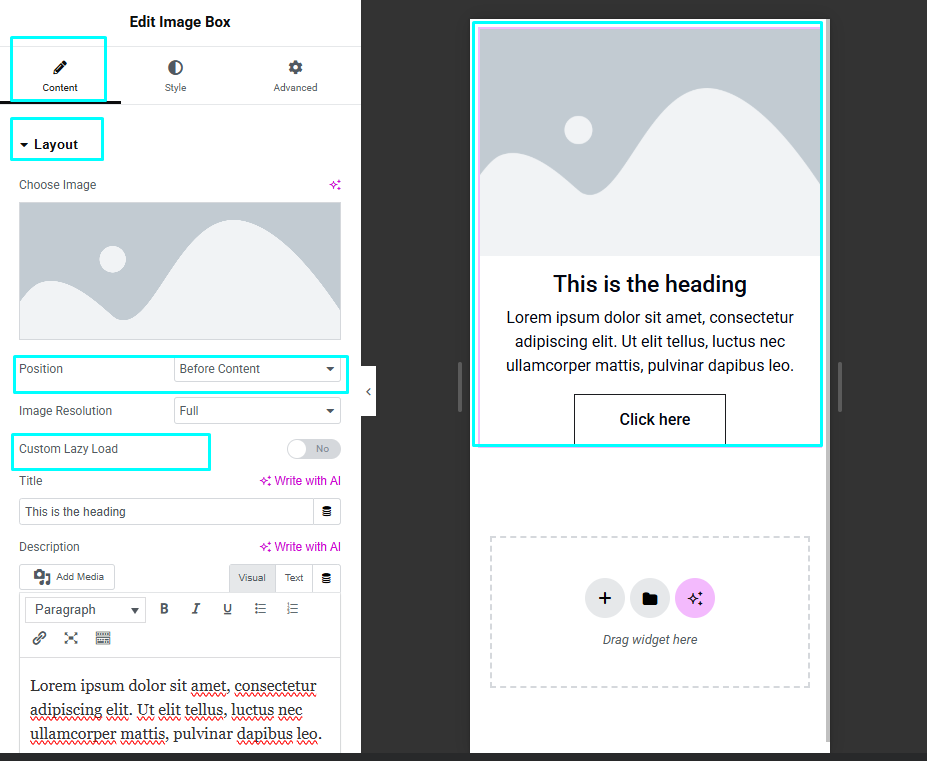 Edit Image Box
Content
Style
Advanced
Layout
Choose Image
Position
Before Content
Image Resolution
Full
Custom Lazy Load
No
Title
Write with AI
This is the heading
Description
Write with AI
Add Media
Visual
Text
Paragraph
B
I
U
Lorem ipsum dolor sit amet, consectetur
adipiscing elit. Ut elit tellus, luctus nec
ullamcorper mattis, pulvinar dapibus leo.
This is the heading
Lorem ipsum dolor sit amet, consectetur
adipiscing elit. Ut elit tellus, luctus nec
ullamcorper mattis, pulvinar dapibus leo.
Click here
Drag widget here